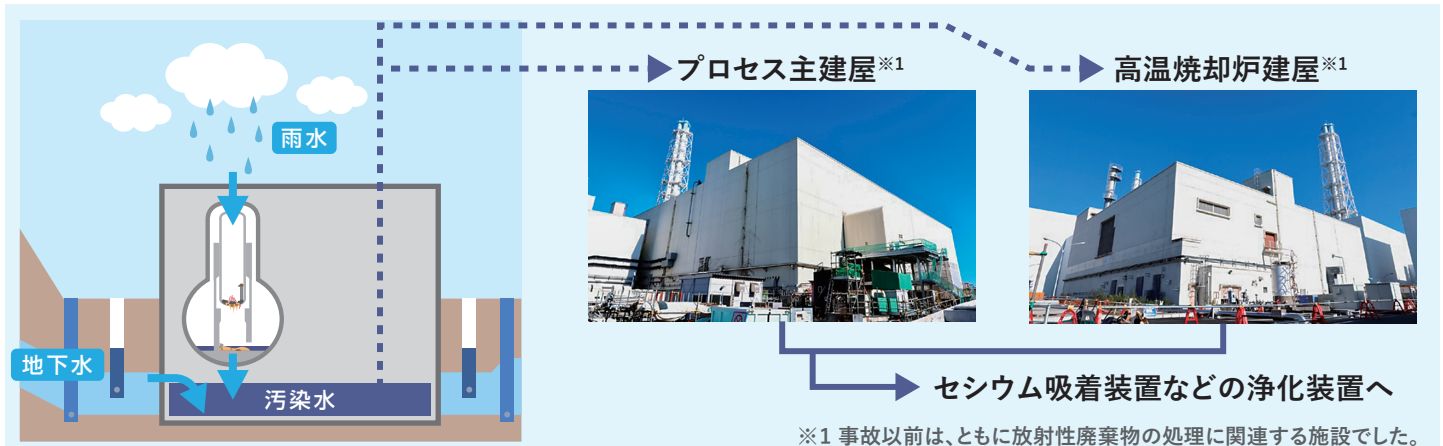 プロセス主建屋※1
高温焼却炉建屋※1
雨水
地下水
汚染水
セシウム吸着装置などの浄化装置へ
※1 事故以前は、ともに放射性廃棄物の処理に関連する施設でした。